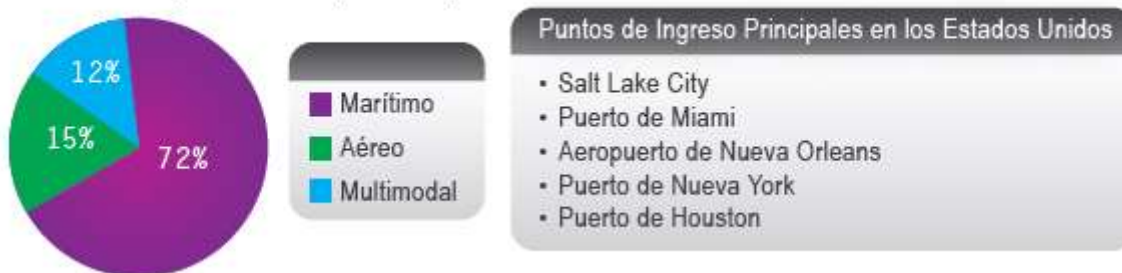 12%
15%
72%
Marítimo
Aéreo
Multimodal
Puntos de Ingreso Principales en los Estados Unidos
• Salt Lake City
• Puerto de Miami
• Aeropuerto de Nueva Orleans
• Puerto de Nueva York
• Puerto de Houston